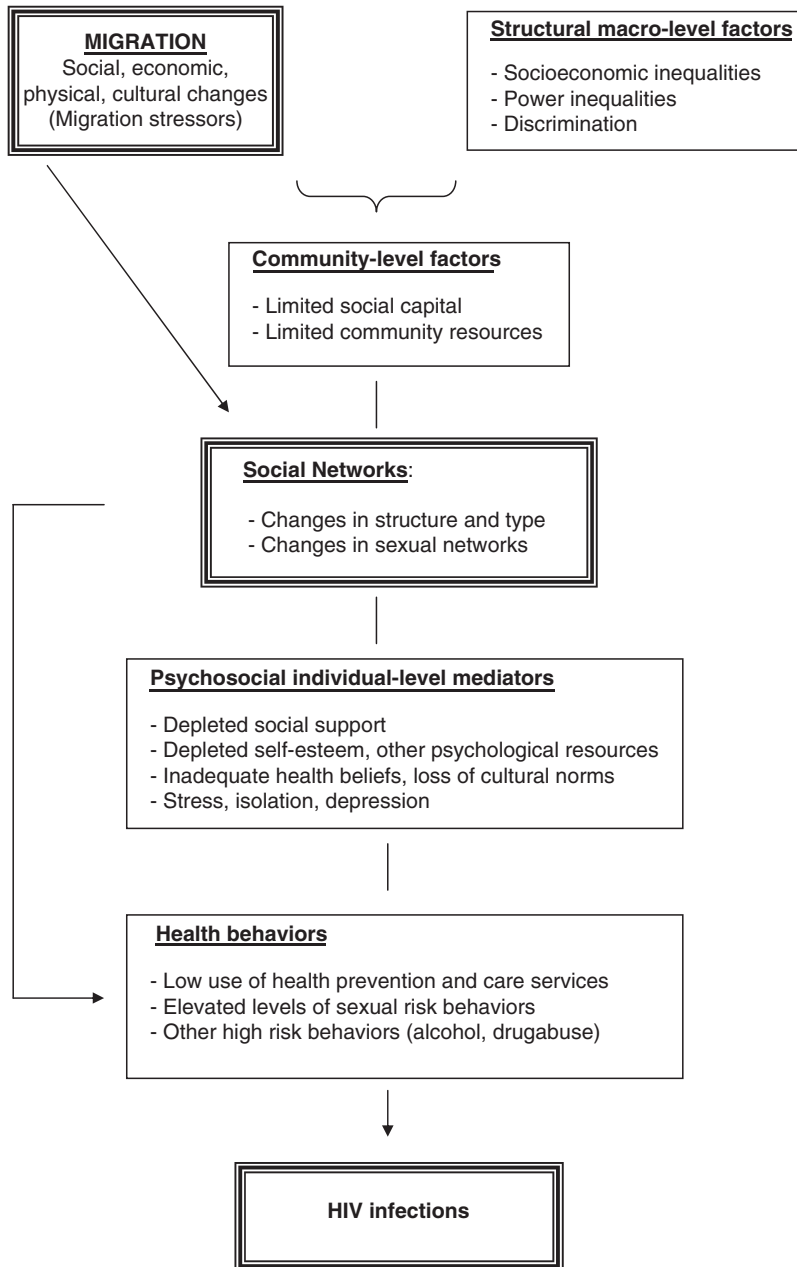 MIGRATION
Social, economic,
physical, cultural changes
(Migration stressors)
Structural macro-level factors
- Socioeconomic inequalities
- Power inequalities
- Discrimination
Community-level factors
- Limited social capital
- Limited community resources
Social Networks:
- Changes in structure and type
- Changes in sexual networks
Psychosocial individual-level mediators
- Depleted social support
- Depleted self-esteem, other psychological resources
- Inadequate health beliefs, loss of cultural norms
- Stress, isolation, depression
Health behaviors
- Low use of health prevention and care services
- Elevated levels of sexual risk behaviors
- Other high risk behaviors (alcohol, drugabuse)
HIV infections